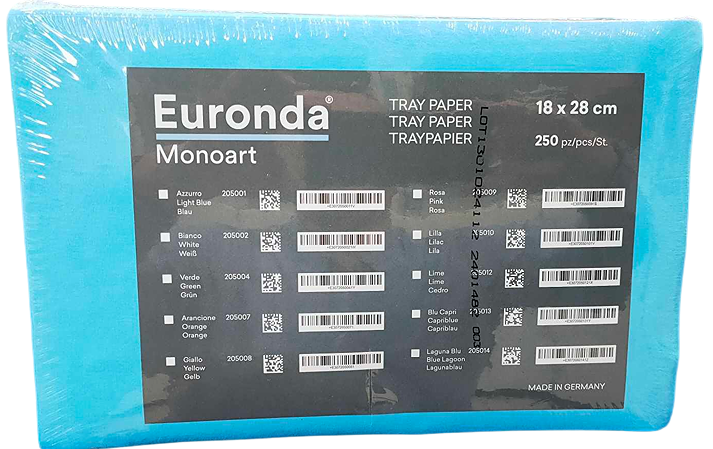 Euronda®
Monoart
TRAY PAPER
TRAY PAPER
TRAYPAPIER
18 x 28 cm
250 pz/pcs/St.
Azzurro 205001
Light Blue
Blau
Bianco 205002
White
Weiß
Verde 205004
Green
Grün
Arancione 205007
Orange
Orange
Giallo 205008
Yellow
Gelb
Rosa 205009
Pink
Rosa
Lilla 205010
Lilac
Lila
Lime 205012
Lime
Cedro
Blu Capri 205013
Capriblue
Capriblau
Laguna Blu 205014
Blue Lagoon
Lagunablau
MADE IN GERMANY